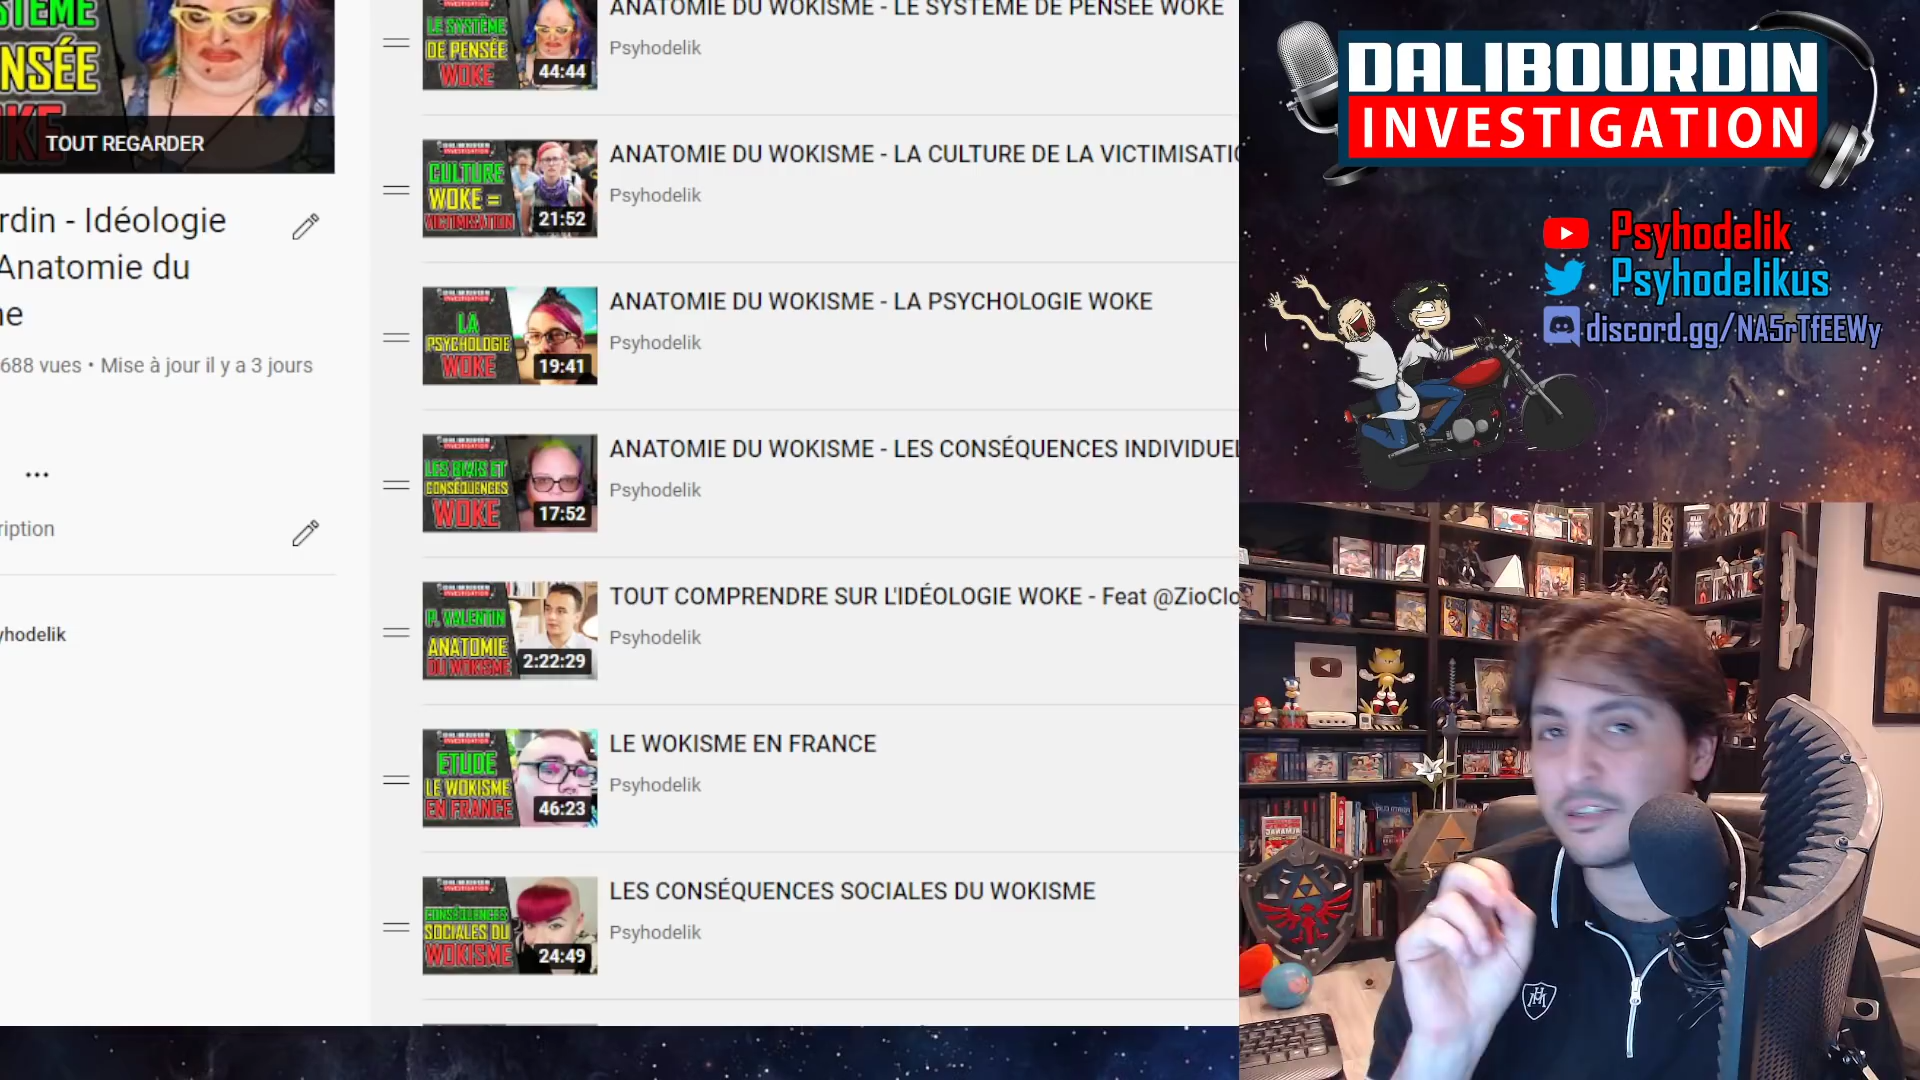 STÈME
NSÉE
KE
TOUT REGARDER
rdin - Idéologie
Anatomie du
ne
688 vues • Mise à jour il y a 3 jours
...
ription
yhodelik
ANATOMIE DU WOKISME - LE SYSTÈME DE PENSÉE WOKE
Psyhodelik
LE SYSTÈME
DE PENSÉE
WOKE
44:44
ANATOMIE DU WOKISME - LA CULTURE DE LA VICTIMISATIO
Psyhodelik
CULTURE
WOKE =
VICTIMISATION
21:52
ANATOMIE DU WOKISME - LA PSYCHOLOGIE WOKE
Psyhodelik
LA
PSYCHOLOGIE
WOKE
19:41
ANATOMIE DU WOKISME - LES CONSÉQUENCES INDIVIDUEL
Psyhodelik
LES BIAIS ET
CONSÉQUENCES
WOKE
17:52
TOUT COMPRENDRE SUR L'IDÉOLOGIE WOKE - Feat @ZioClo
Psyhodelik
P. VALENTIN
ANATOMIE
DU WOKISME
2:22:29
LE WOKISME EN FRANCE
Psyhodelik
ETUDE
LE WOKISME
EN FRANCE
46:23
LES CONSÉQUENCES SOCIALES DU WOKISME
Psyhodelik
CONSÉQUENCES
SOCIALES DU
WOKISME
24:49
DALIBOURDIN
INVESTIGATION
Psyhodelik
Psyhodelikus
discord.gg/NA5rTfEEWy